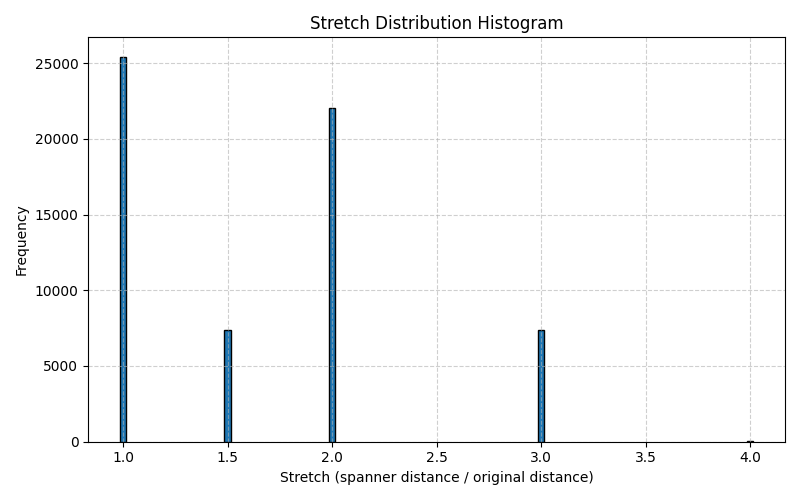 Stretch Distribution Histogram
25000
20000
15000
10000
5000
0
Frequency
1.0 1.5 2.0 2.5 3.0 3.5 4.0
Stretch (spanner distance / original distance)